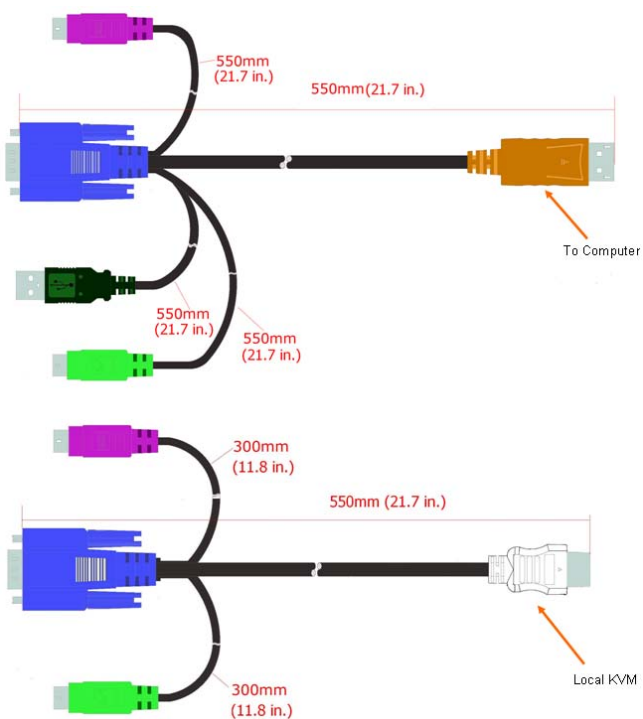 550mm
(21.7 in.)
550mm(21.7 in.)
To Computer
550mm
(21.7 in.)
550mm
(21.7 in.)
300mm
(11.8 in.)
550mm (21.7 in.)
Local KVM
300mm
(11.8 in.)